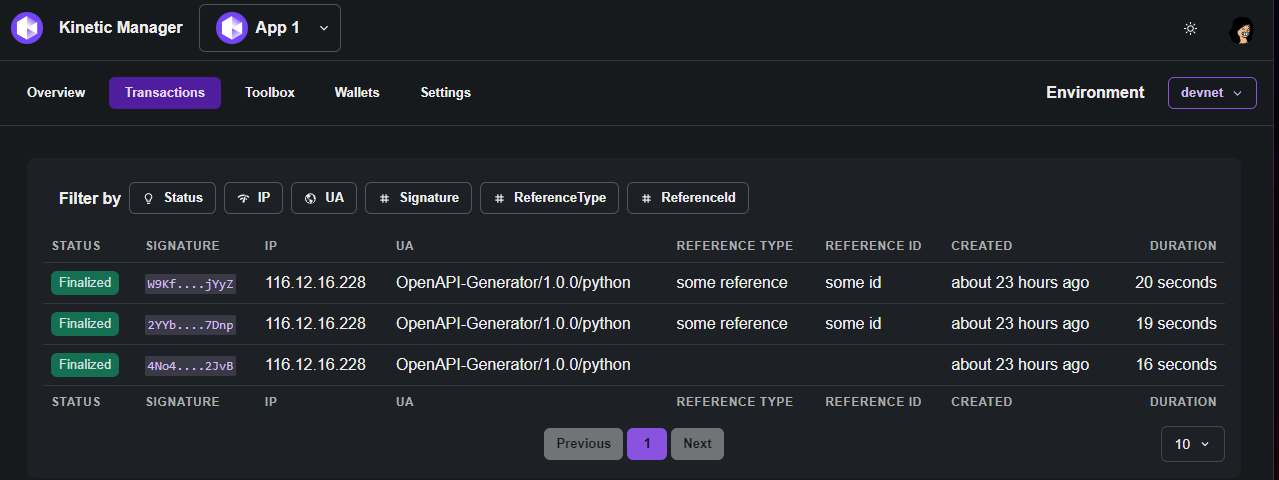 Kinetic Manager App 1
Overview Transactions Toolbox Wallets Settings Environment devnet
Filter by Status IP UA Signature ReferenceType ReferenceId
STATUS SIGNATURE IP UA REFERENCE TYPE REFERENCE ID CREATED DURATION
Finalized W9Kf....jYyZ 116.12.16.228 OpenAPI-Generator/1.0.0/python some reference some id about 23 hours ago 20 seconds
Finalized 2YYb....7Dnp 116.12.16.228 OpenAPI-Generator/1.0.0/python some reference some id about 23 hours ago 19 seconds
Finalized 4No4....2JvB 116.12.16.228 OpenAPI-Generator/1.0.0/python about 23 hours ago 16 seconds
STATUS SIGNATURE IP UA REFERENCE TYPE REFERENCE ID CREATED DURATION
Previous 1 Next 10